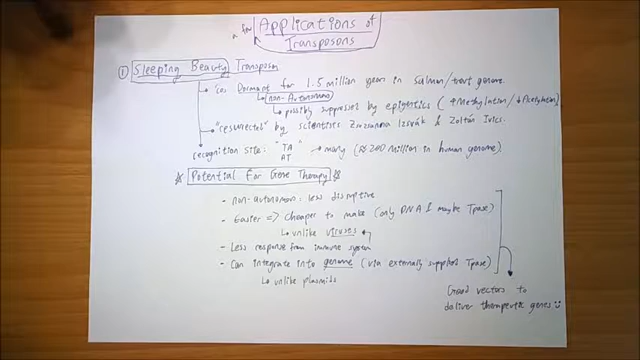 "A few Applications of
Transposons
① Sleeping Beauty Transposon
'cos Dormant for 1.5 million years in salmon/trout genome
non-Autonomous
possibly suppressed by epigenetics (↑Methylation/↓Acetylation)
"resurrected" by scientists Zsuzsanna Izsvák & Zoltán Ivics.
recognition site: "TA → many (≈ 200 million in human genome).
AT"
☆ Potential For Gene Therapy ☆
- non-autonomous: less disruptive
- Easier => Cheaper to make (only DNA & maybe Tpase)
unlike viruses
- Less response from immune system
- Can integrate into genome (via externally supplied Tpase)
unlike plasmids
Good vectors to
deliver therapeutic genes